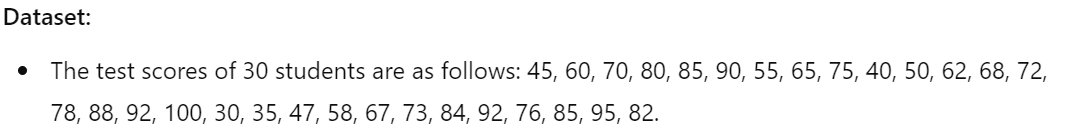 Dataset:
• The test scores of 30 students are as follows: 45, 60, 70, 80, 85, 90, 55, 65, 75, 40, 50, 62, 68, 72,
78, 88, 92, 100, 30, 35, 47, 58, 67, 73, 84, 92, 76, 85, 95, 82.